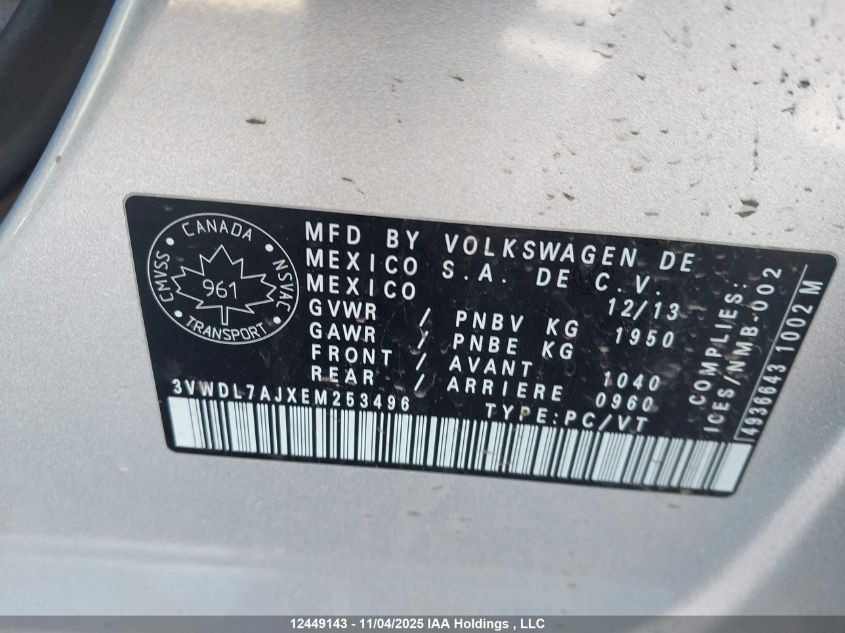 CANADA
CMVSS
NSVAC
961
TRANSPORT
MFD BY VOLKSWAGEN DE
MEXICO S.A. DE C.V.
MEXICO 12/13
GVWR / PNBV KG 1950
GAWR / PNBE KG
FRONT / AVANT 1040
REAR / ARRIERE 0960
3VWDL7AJXEM253496 TYPE:PC/VT
COMPLIES:
ICES/NMB-002
4936643 1002 M
12449143 - 11/04/2025 IAA Holdings , LLC